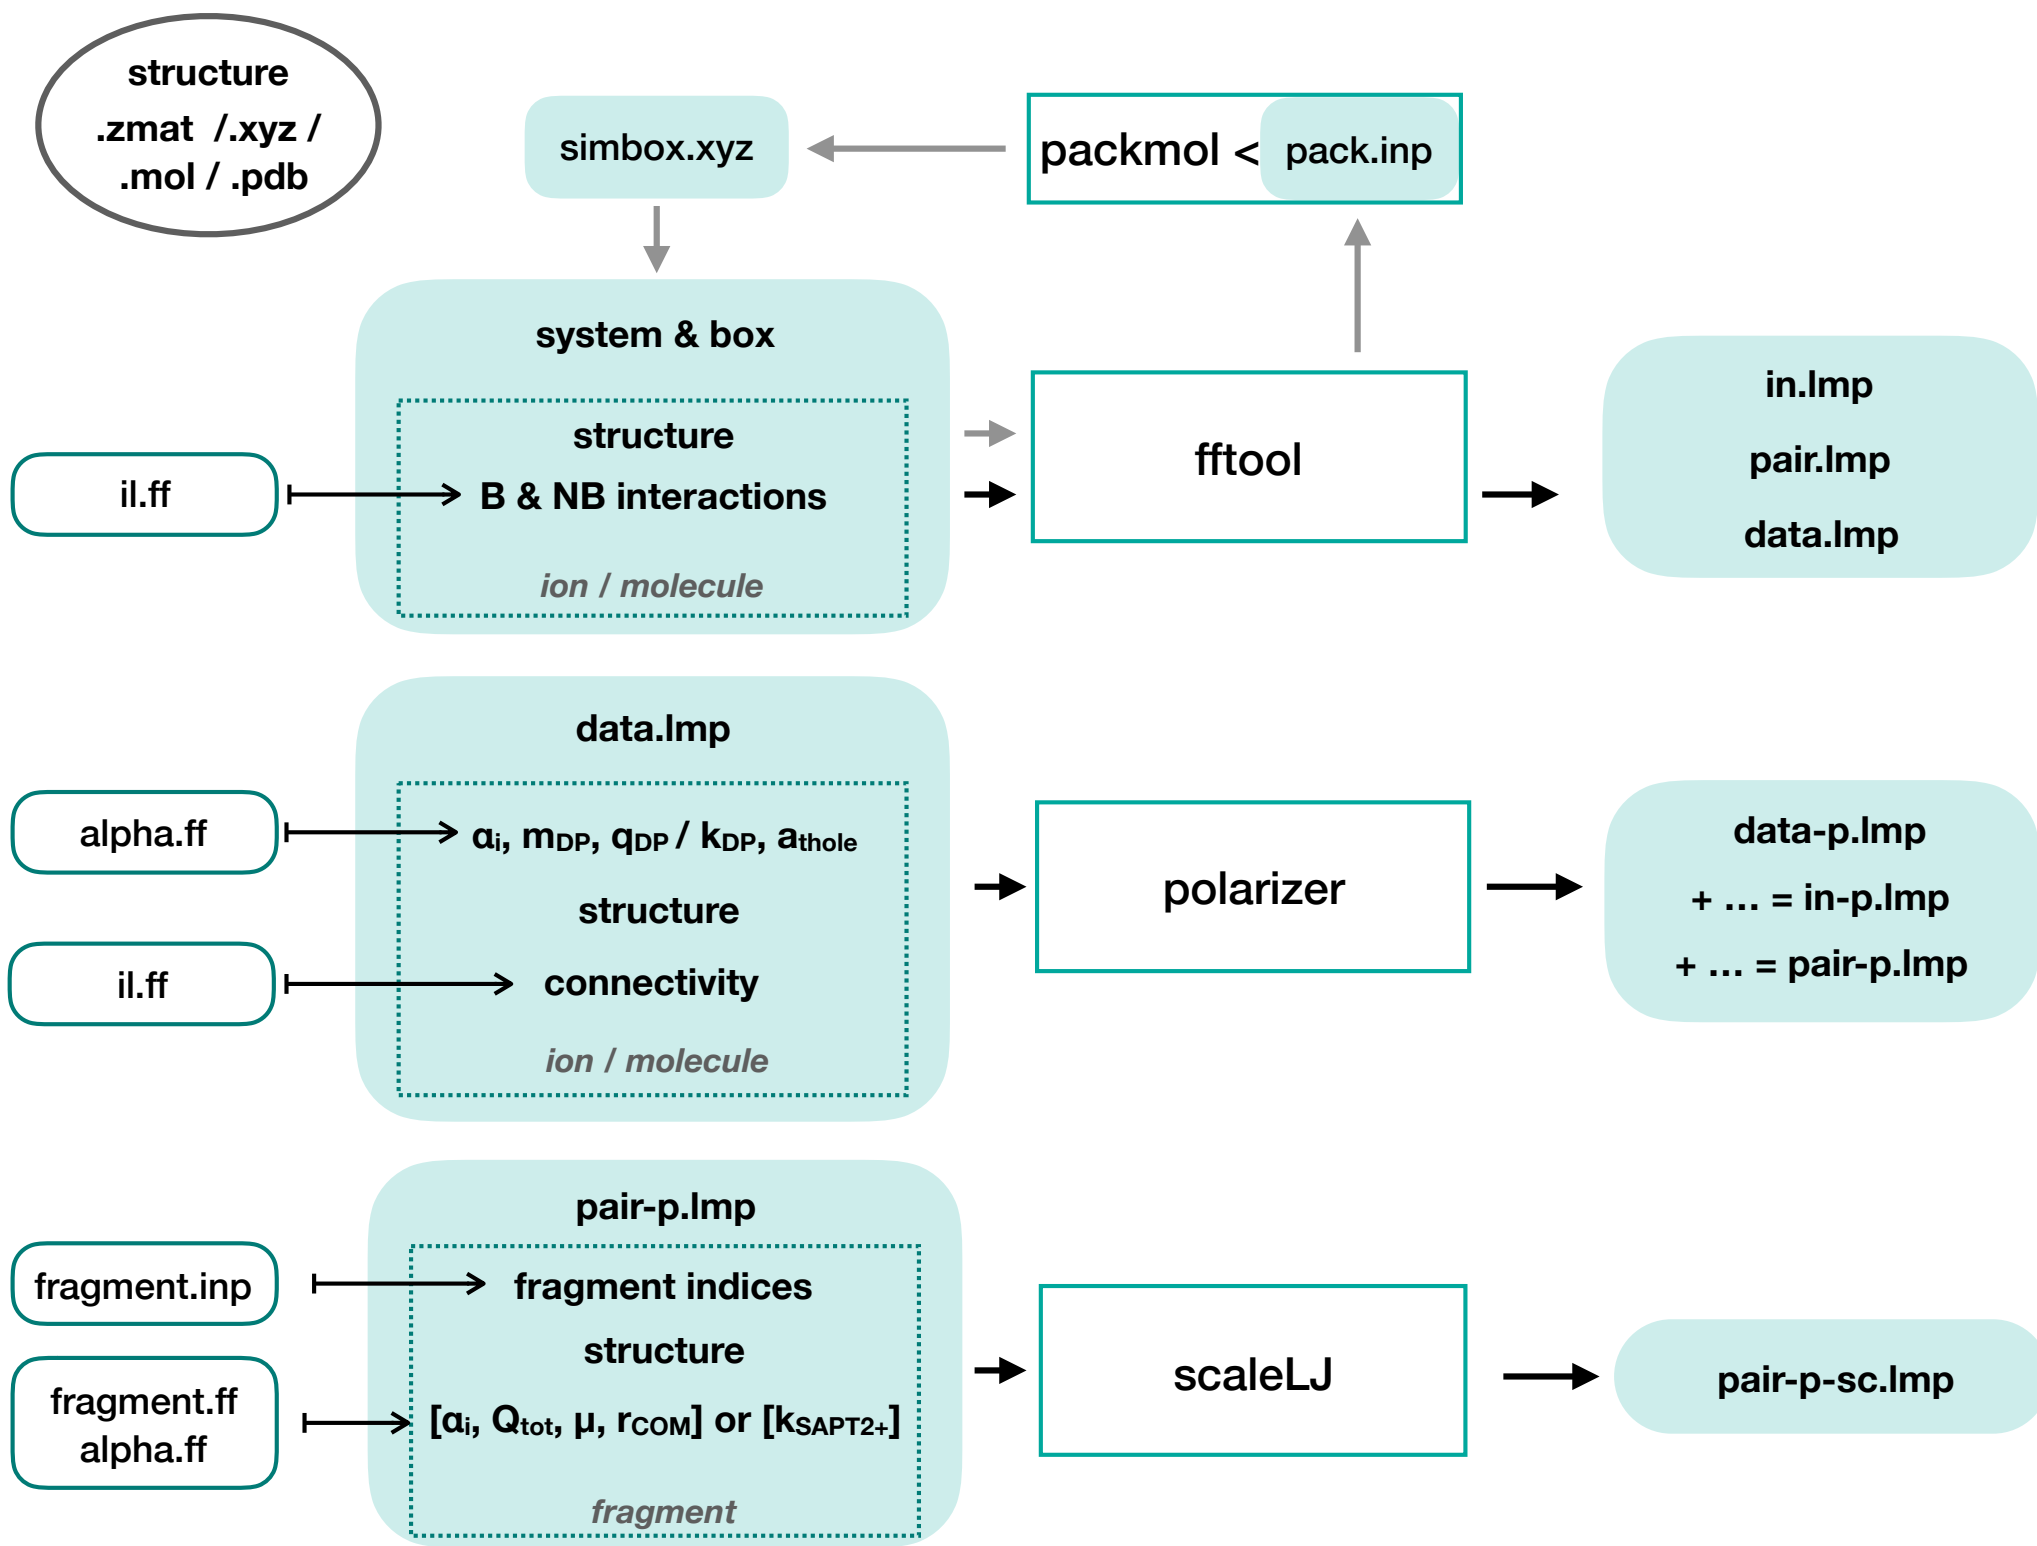 structure
.zmat /.xyz /
.mol / .pdb
simbox.xyz
packmol < pack.inp
system & box
structure
B & NB interactions
ion / molecule
il.ff
fftool
in.lmp
pair.lmp
data.lmp
data.lmp
alpha.ff
αi, mDP, qDP / kDP, athole
structure
il.ff
connectivity
ion / molecule
polarizer
data-p.lmp
+ ... = in-p.lmp
+ ... = pair-p.lmp
pair-p.lmp
fragment.inp
fragment indices
structure
fragment.ff
alpha.ff
[αi, Qtot, μ, rCOM] or [kSAPT2+]
fragment
scaleLJ
pair-p-sc.lmp